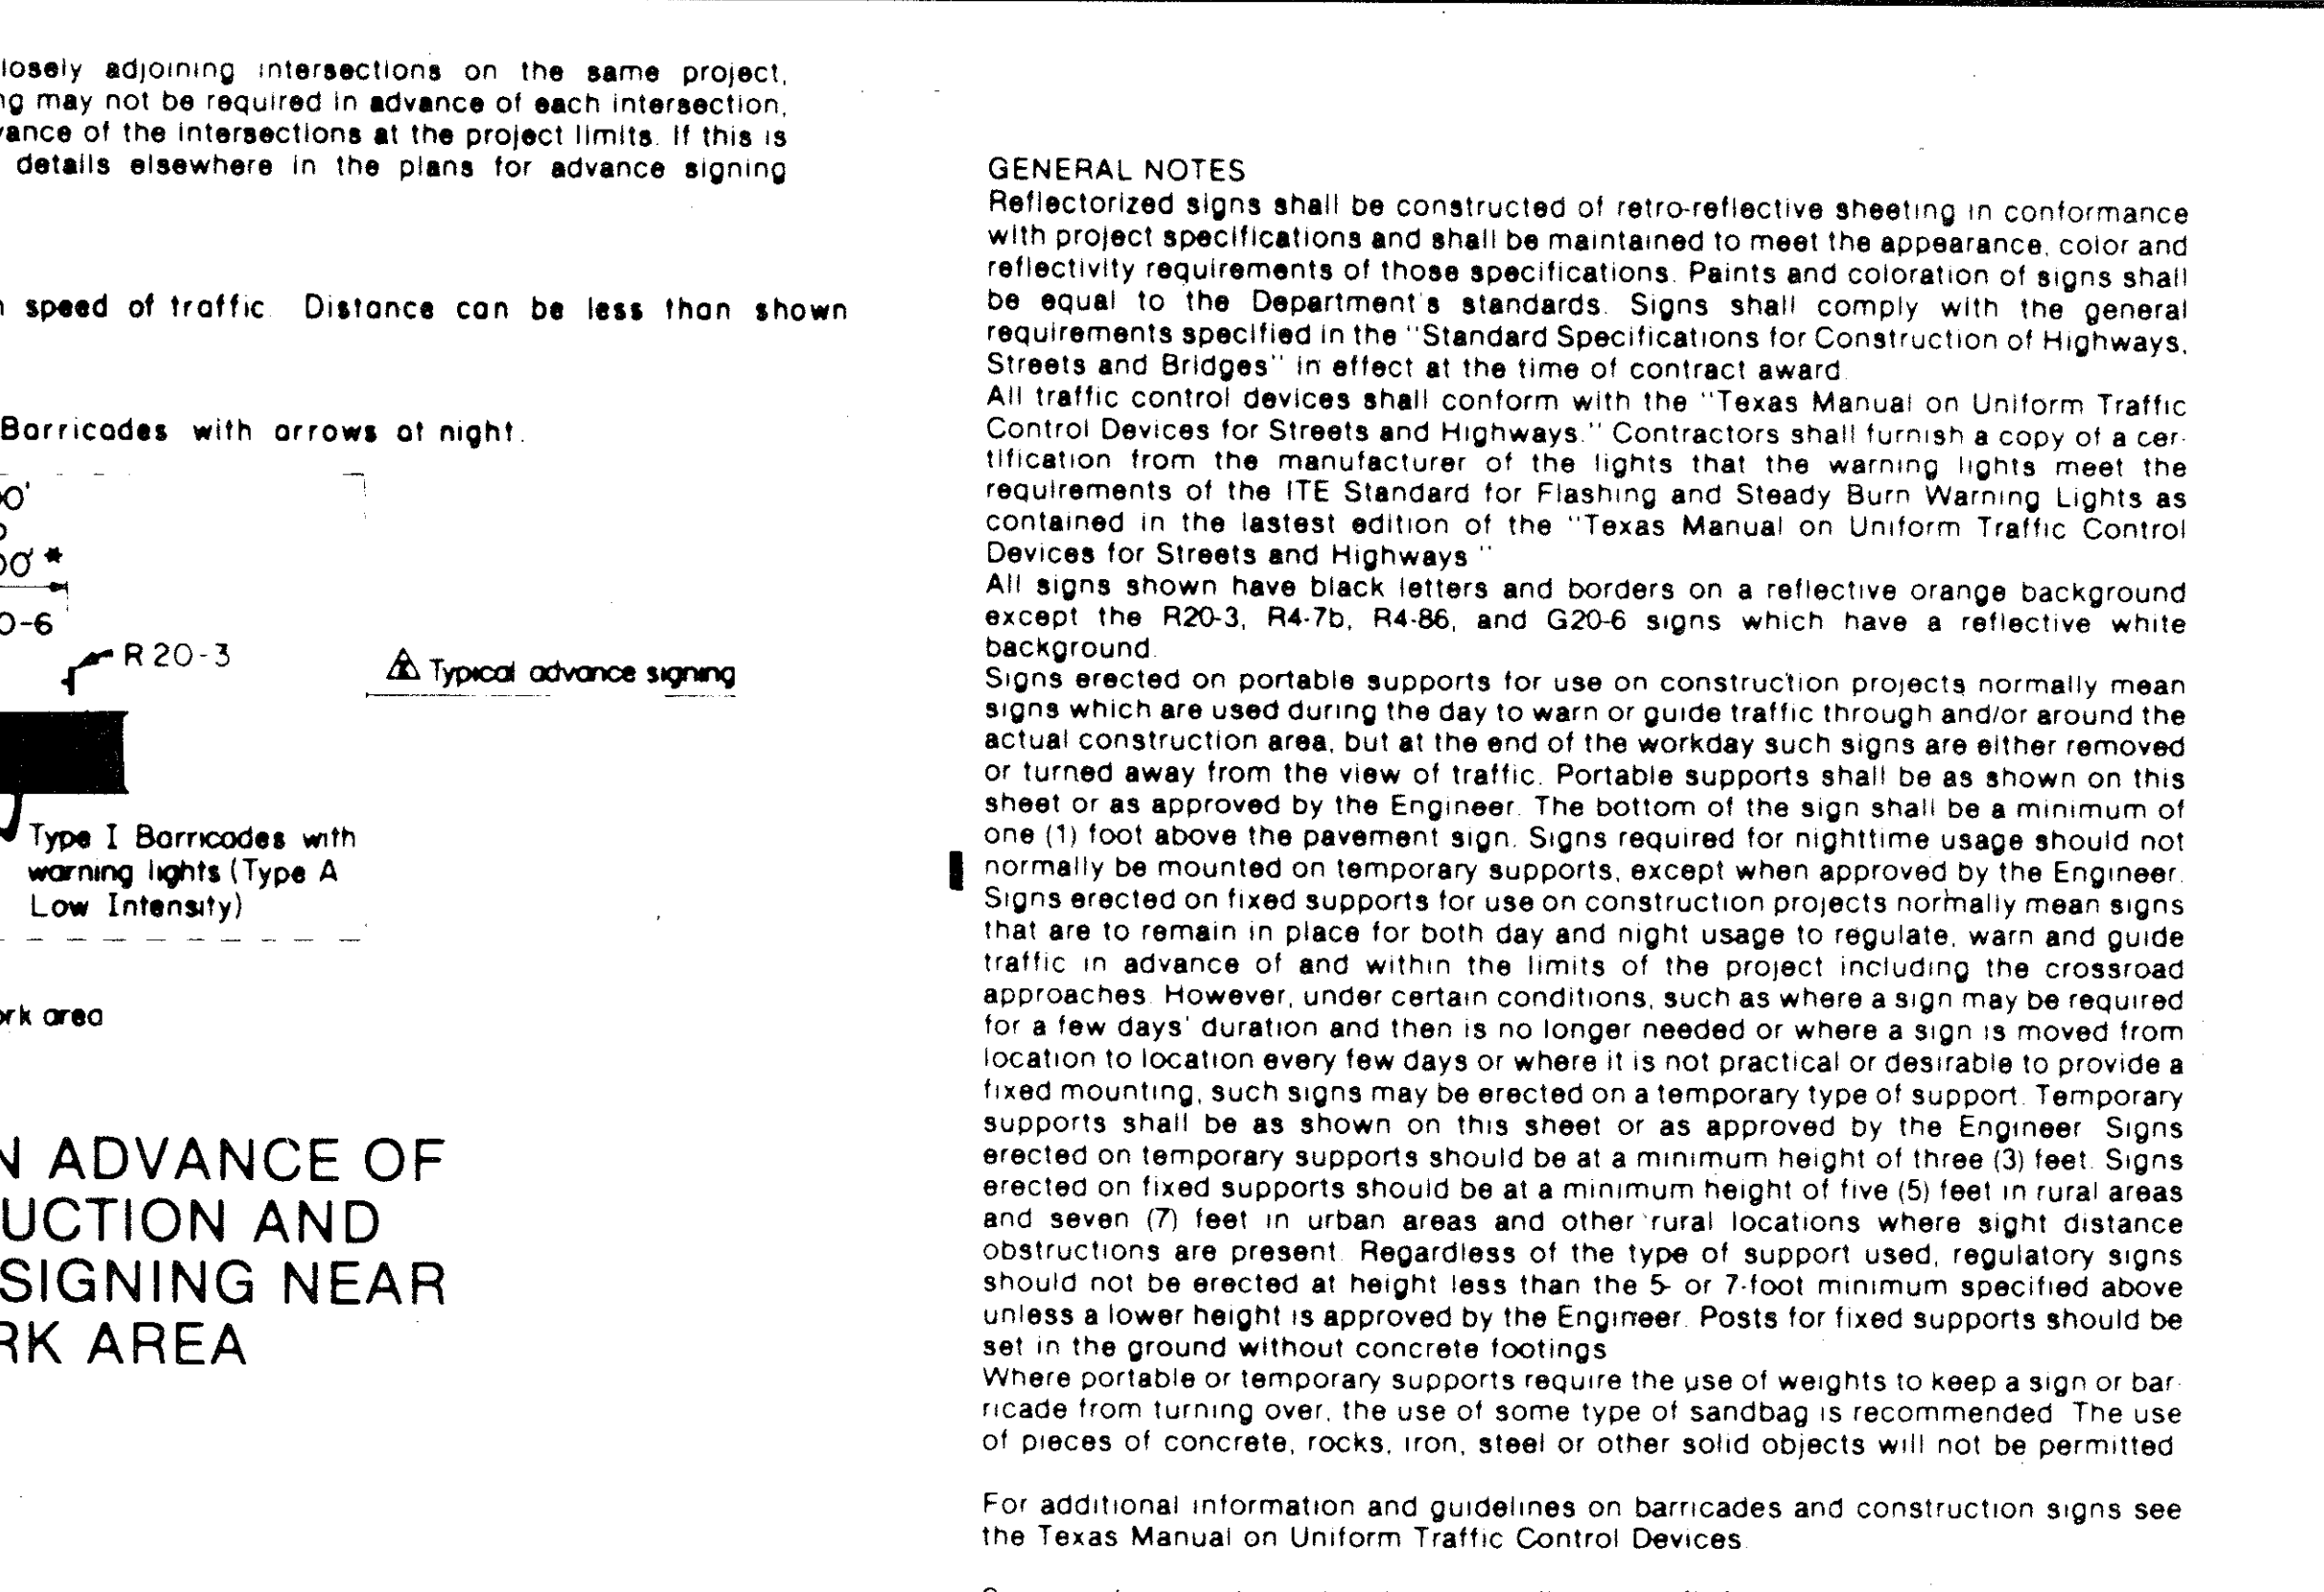 losely adjoining intersections on the same project,
ng may not be required in advance of each intersection,
vance of the intersections at the project limits. If this is
details elsewhere in the plans for advance signing
speed of traffic. Distance can be less than shown
Barricades with arrows at night.
00'
00' *
0-6
R 20-3
Typical advance signing
Type I Barricades with
warning lights (Type A
Low Intensity)
rk area
N ADVANCE OF
UCTION AND
SIGNING NEAR
RK AREA
GENERAL NOTES
Reflectorized signs shall be constructed of retro-reflective sheeting in conformance
with project specifications and shall be maintained to meet the appearance, color and
reflectivity requirements of those specifications. Paints and coloration of signs shall
be equal to the Department's standards. Signs shall comply with the general
requirements specified in the "Standard Specifications for Construction of Highways,
Streets and Bridges" in effect at the time of contract award.
All traffic control devices shall conform with the "Texas Manual on Uniform Traffic
Control Devices for Streets and Highways." Contractors shall furnish a copy of a cer-
tification from the manufacturer of the lights that the warning lights meet the
requirements of the ITE Standard for Flashing and Steady Burn Warning Lights as
contained in the lastest edition of the "Texas Manual on Uniform Traffic Control
Devices for Streets and Highways."
All signs shown have black letters and borders on a reflective orange background
except the R20-3, R4-7b, R4-86, and G20-6 signs which have a reflective white
background.
Signs erected on portable supports for use on construction projects normally mean
signs which are used during the day to warn or guide traffic through and/or around the
actual construction area, but at the end of the workday such signs are either removed
or turned away from the view of traffic. Portable supports shall be as shown on this
sheet or as approved by the Engineer. The bottom of the sign shall be a minimum of
one (1) foot above the pavement sign. Signs required for nighttime usage should not
normally be mounted on temporary supports, except when approved by the Engineer.
Signs erected on fixed supports for use on construction projects normally mean signs
that are to remain in place for both day and night usage to regulate, warn and guide
traffic in advance of and within the limits of the project including the crossroad
approaches. However, under certain conditions, such as where a sign may be required
for a few days' duration and then is no longer needed or where a sign is moved from
location to location every few days or where it is not practical or desirable to provide a
fixed mounting, such signs may be erected on a temporary type of support. Temporary
supports shall be as shown on this sheet or as approved by the Engineer. Signs
erected on temporary supports should be at a minimum height of three (3) feet. Signs
erected on fixed supports should be at a minimum height of five (5) feet in rural areas
and seven (7) feet in urban areas and other rural locations where sight distance
obstructions are present. Regardless of the type of support used, regulatory signs
should not be erected at height less than the 5- or 7-foot minimum specified above
unless a lower height is approved by the Engineer. Posts for fixed supports should be
set in the ground without concrete footings
Where portable or temporary supports require the use of weights to keep a sign or bar-
ricade from turning over, the use of some type of sandbag is recommended. The use
of pieces of concrete, rocks, iron, steel or other solid objects will not be permitted
For additional information and guidelines on barricades and construction signs see
the Texas Manual on Uniform Traffic Control Devices.